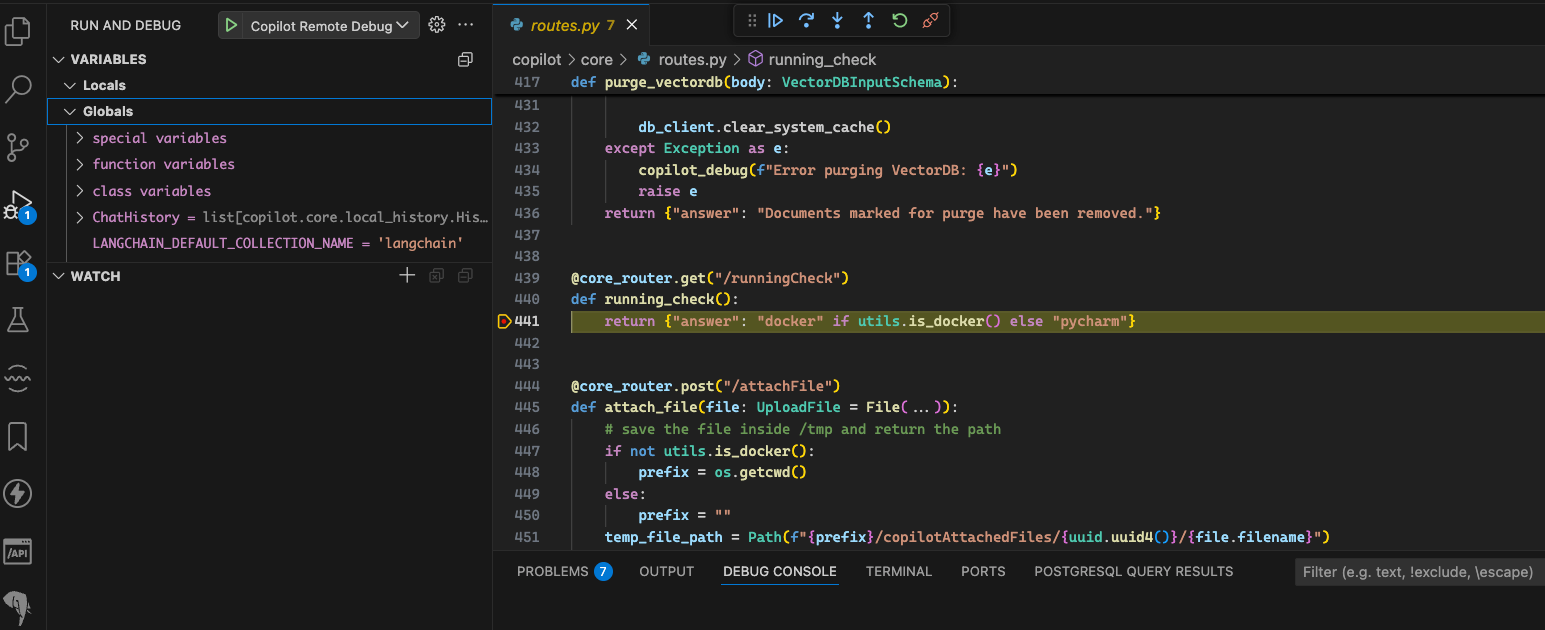 RUN AND DEBUG
Copilot Remote Debug
VARIABLES
Locals
Globals
special variables
function variables
class variables
ChatHistory = list[copilot.core.local_history.His…
LANGCHAIN_DEFAULT_COLLECTION_NAME = 'langchain'
WATCH
1
1
/API
routes.py 7
copilot > core > routes.py > running_check
417 def purge_vectordb(body: VectorDBInputSchema):
431
432 db_client.clear_system_cache()
433 except Exception as e:
434 copilot_debug(f"Error purging VectorDB: {e}")
435 raise e
436 return {"answer": "Documents marked for purge have been removed."}
437
438
439 @core_router.get("/runningCheck")
440 def running_check():
441 return {"answer": "docker" if utils.is_docker() else "pycharm"}
442
443
444 @core_router.post("/attachFile")
445 def attach_file(file: UploadFile = File(...)):
446 # save the file inside /tmp and return the path
447 if not utils.is_docker():
448 prefix = os.getcwd()
449 else:
450 prefix = ""
451 temp_file_path = Path(f"{prefix}/copilotAttachedFiles/{uuid.uuid4()}/{file.filename}")
PROBLEMS 7 OUTPUT DEBUG CONSOLE TERMINAL PORTS POSTGRESQL QUERY RESULTS
Filter (e.g. text, !exclude, \escape)